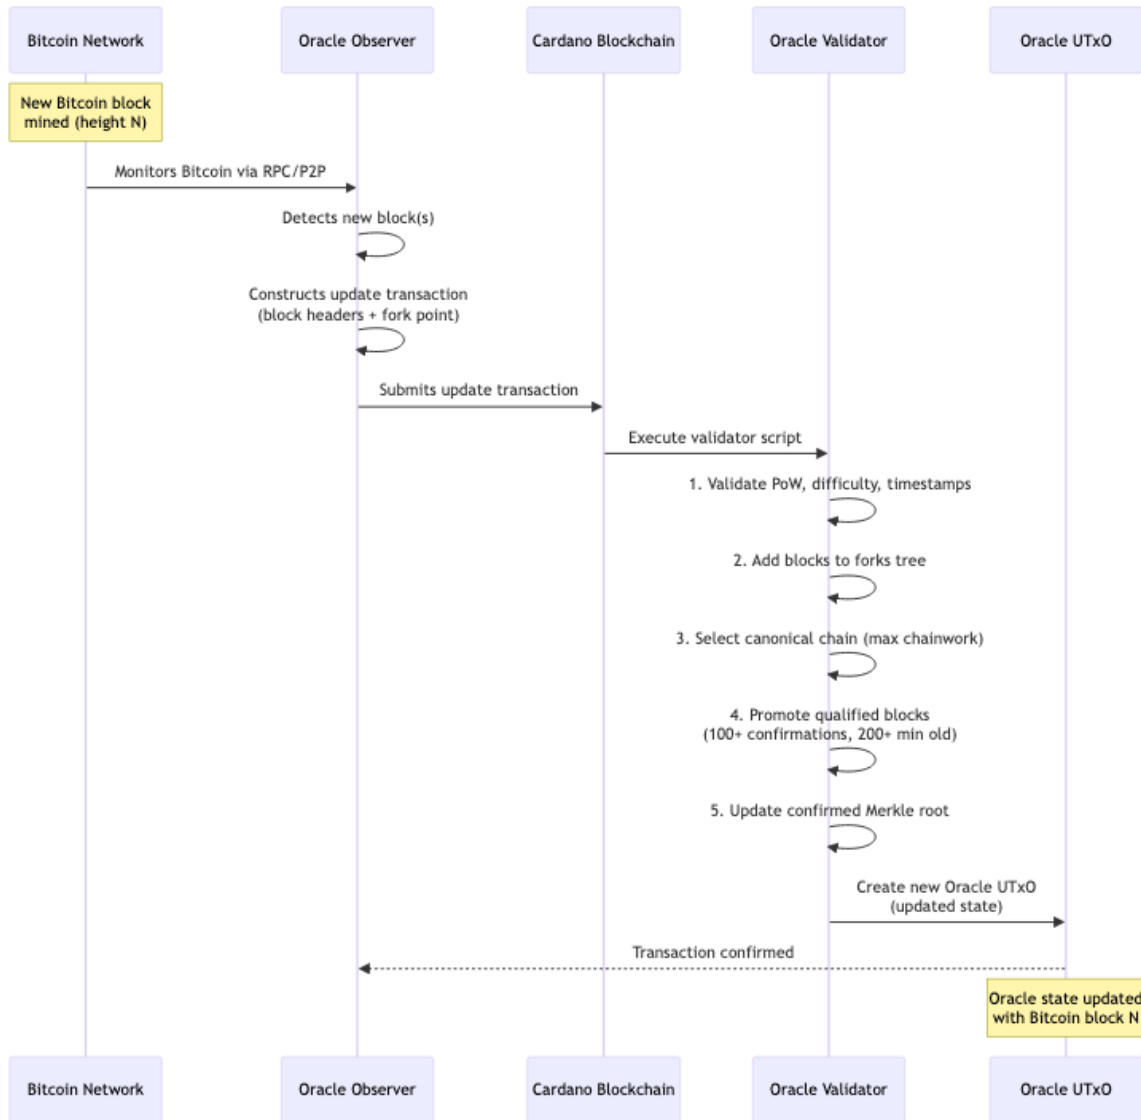 Bitcoin Network
Oracle Observer
Cardano Blockchain
Oracle Validator
Oracle UTxO
New Bitcoin block
mined (height N)
Monitors Bitcoin via RPC/P2P
Detects new block(s)
Constructs update transaction
(block headers + fork point)
Submits update transaction
Execute validator script
1. Validate PoW, difficulty, timestamps
2. Add blocks to forks tree
3. Select canonical chain (max chainwork)
4. Promote qualified blocks
(100+ confirmations, 200+ min old)
5. Update confirmed Merkle root
Create new Oracle UTxO
(updated state)
Transaction confirmed
Oracle state updated
with Bitcoin block N
Bitcoin Network
Oracle Observer
Cardano Blockchain
Oracle Validator
Oracle UTxO